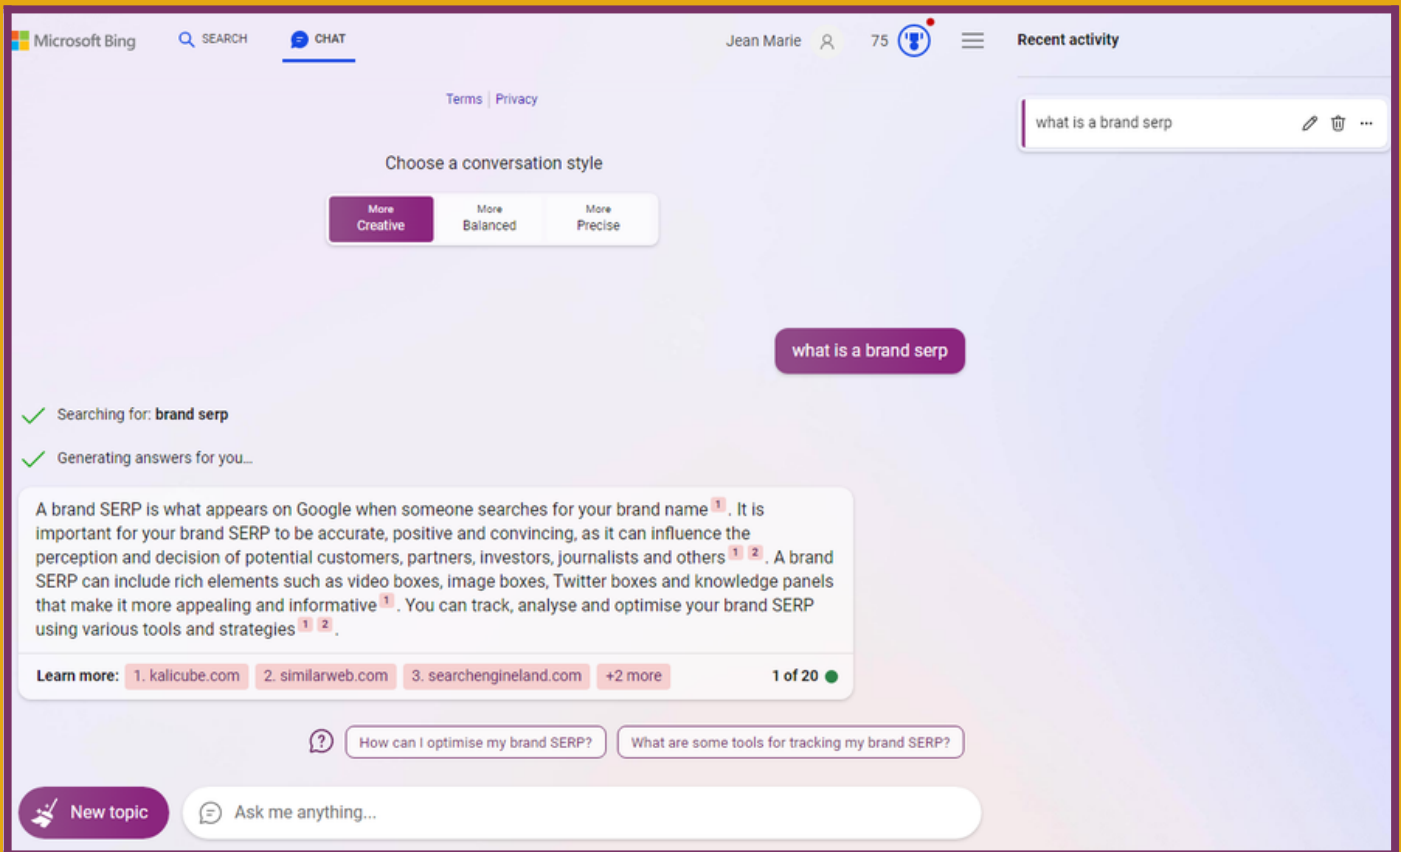 Microsoft Bing
SEARCH
CHAT
Jean Marie
75
Recent activity
Terms | Privacy
what is a brand serp
Choose a conversation style
More
Creative
More
Balanced
More
Precise
what is a brand serp
Searching for: brand serp
Generating answers for you...
A brand SERP is what appears on Google when someone searches for your brand name 1 . It is
important for your brand SERP to be accurate, positive and convincing, as it can influence the
perception and decision of potential customers, partners, investors, journalists and others 1 2 . A brand
SERP can include rich elements such as video boxes, image boxes, Twitter boxes and knowledge panels
that make it more appealing and informative 1 . You can track, analyse and optimise your brand SERP
using various tools and strategies 1 2 .
Learn more: 1. kalicube.com 2. similarweb.com 3. searchengineland.com +2 more 1 of 20
How can I optimise my brand SERP? What are some tools for tracking my brand SERP?
New topic
Ask me anything...